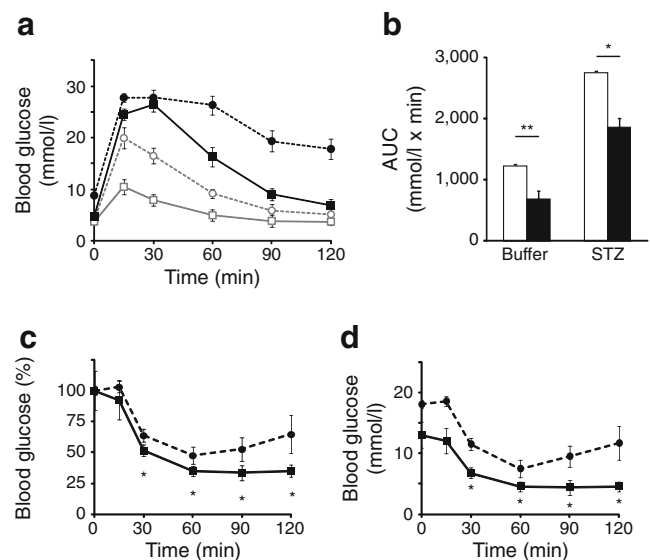 a
Blood glucose
(mmol/l)
30
20
10
0
0 30 60 90 120
Time (min)
b
AUC
(mmol/l x min)
3,000
2,000
1,000
0
**
*
Buffer STZ
c
Blood glucose (%)
100
75
50
25
0
* * * *
0 30 60 90 120
Time (min)
d
Blood glucose
(mmol/l)
20
10
0
* * * *
0 30 60 90 120
Time (min)